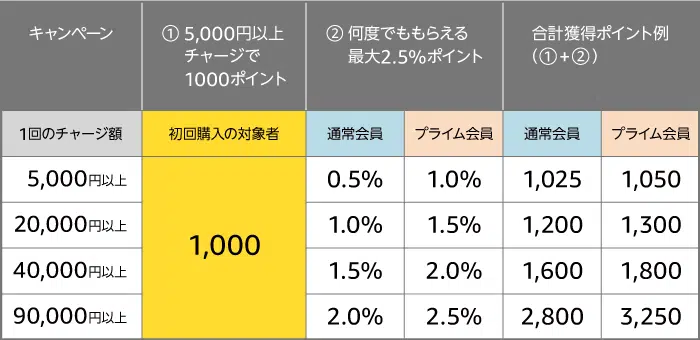 キャンペーン
① 5,000円以上
チャージで
1000ポイント
② 何度でももらえる
最大2.5%ポイント
合計獲得ポイント例
（①+②）
1回のチャージ額
初回購入の対象者
通常会員
プライム会員
通常会員
プライム会員
5,000円以上
0.5%
1.0%
1,025
1,050
20,000円以上
1.0%
1.5%
1,200
1,300
1,000
40,000円以上
1.5%
2.0%
1,600
1,800
90,000円以上
2.0%
2.5%
2,800
3,250